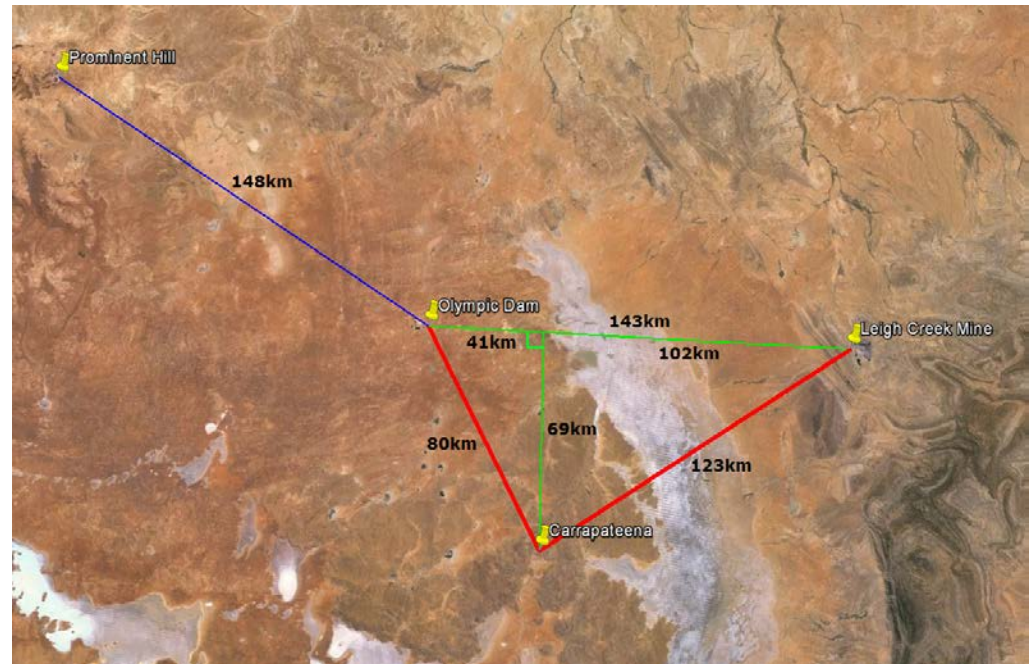 Prominent Hill
148km
Olympic Dam
143km
41km
Leigh Creek Mine
102km
69km
80km
123km
Carrapateena